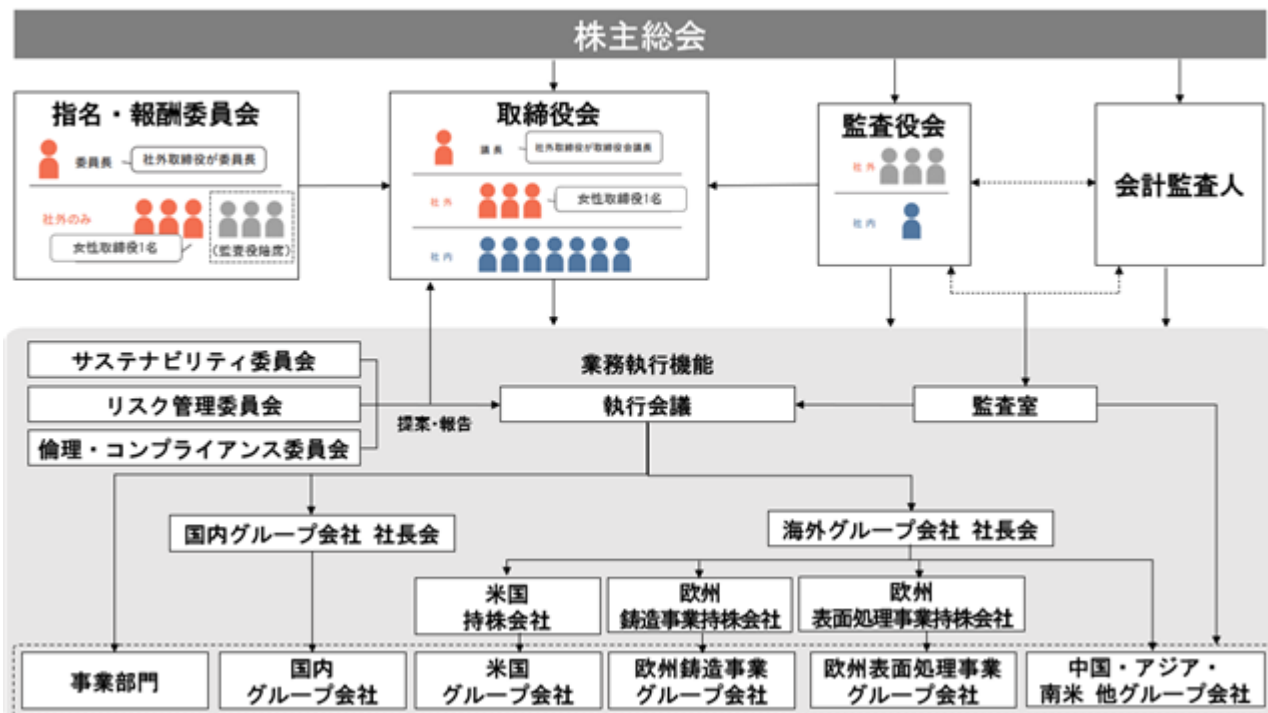 株主総会
指名・報酬委員会
委員長
社外取締役が委員長
社外のみ
女性取締役1名
(監査役陪席)
取締役会
議長
社外取締役が取締役会議長
社外
女性取締役1名
社内
監査役会
社外
社内
会計監査人
サステナビリティ委員会
リスク管理委員会
倫理・コンプライアンス委員会
提案・報告
業務執行機能
執行会議
監査室
国内グループ会社 社長会
海外グループ会社 社長会
米国
持株会社
欧州
鋳造事業持株会社
欧州
表面処理事業持株会社
事業部門
国内
グループ会社
米国
グループ会社
欧州鋳造事業
グループ会社
欧州表面処理事業
グループ会社
中国・アジア・
南米 他グループ会社